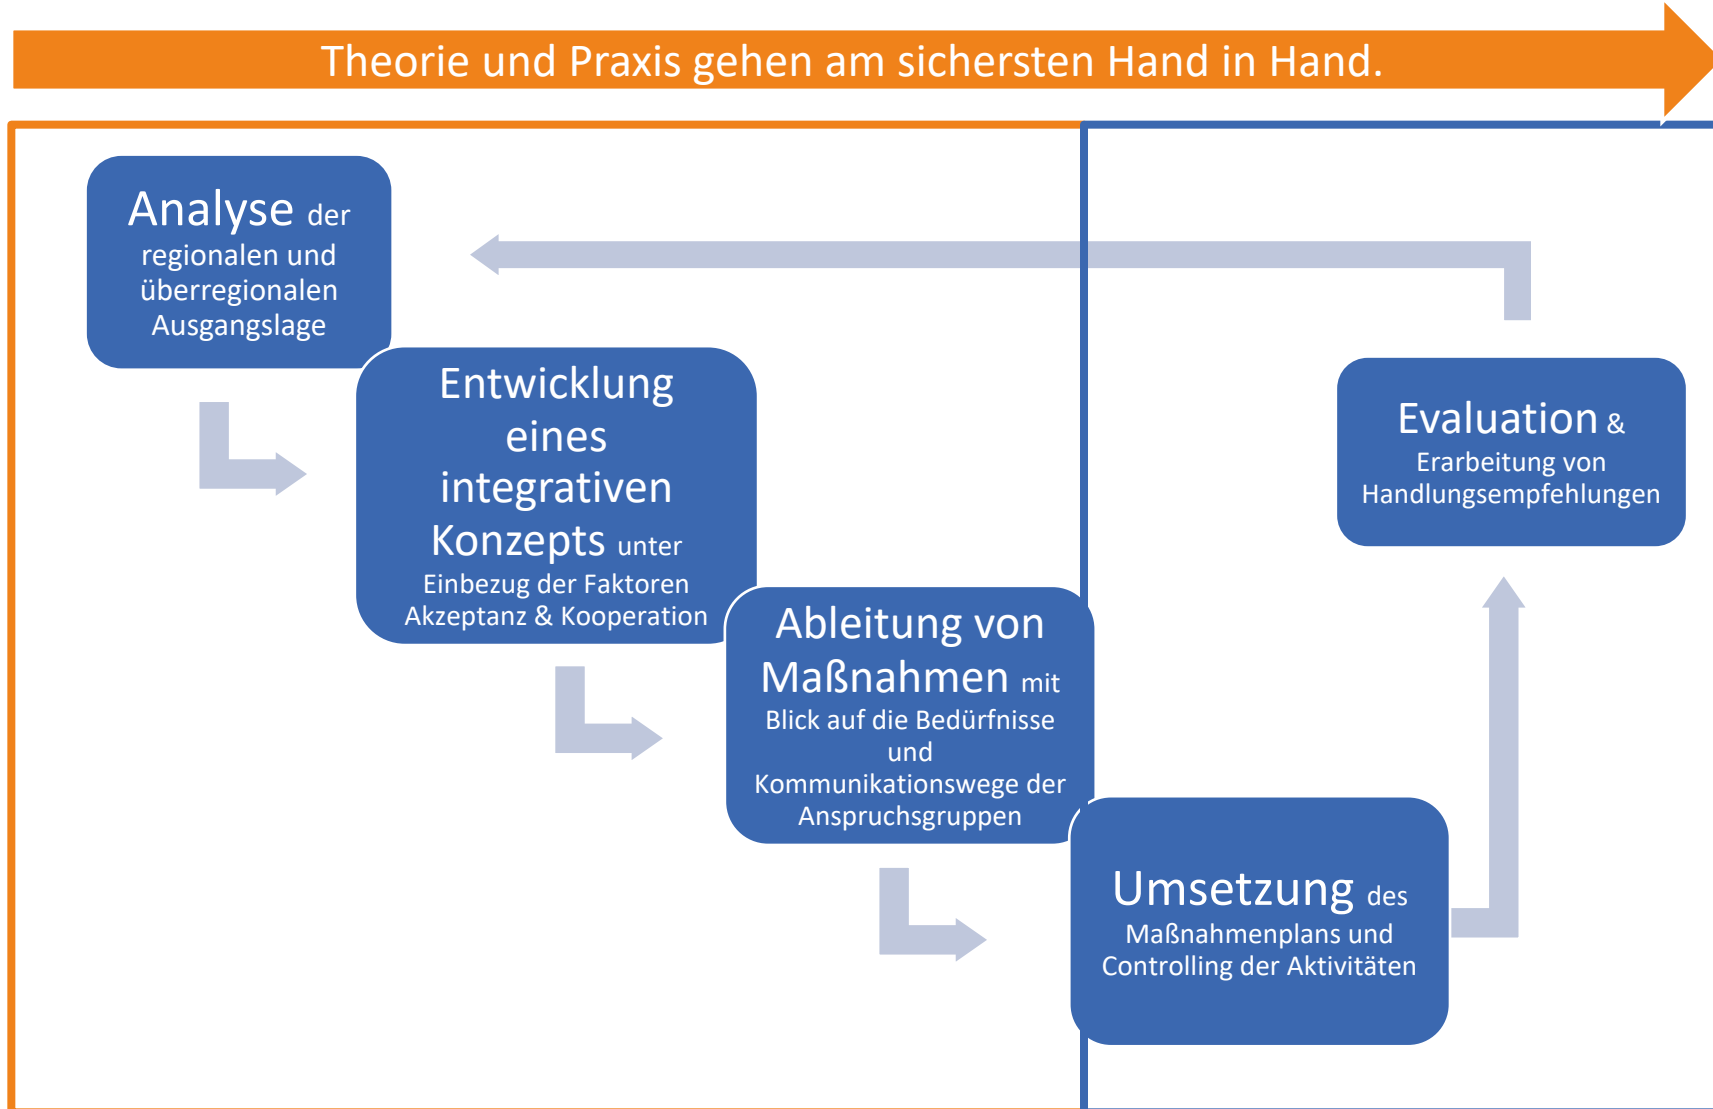 Theorie und Praxis gehen am sichersten Hand in Hand.
Analyse der
regionalen und
überregionalen
Ausgangslage
Entwicklung
eines
integrativen
Konzepts unter
Einbezug der Faktoren
Akzeptanz & Kooperation
Ableitung von
Maßnahmen mit
Blick auf die Bedürfnisse
und
Kommunikationswege der
Anspruchsgruppen
Umsetzung des
Maßnahmenplans und
Controlling der Aktivitäten
Evaluation &
Erarbeitung von
Handlungsempfehlungen